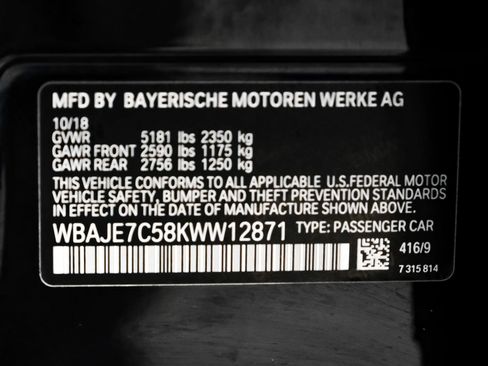 MFD BY BAYERISCHE MOTOREN WERKE AG
10/18
GVWR 5181 lbs 2350 kg
GAWR FRONT 2590 lbs 1175 kg
GAWR REAR 2756 lbs 1250 kg
THIS VEHICLE CONFORMS TO ALL APPLICABLE U.S.FEDERAL MOTOR
VEHICLE SAFETY, BUMPER AND THEFT PREVENTION STANDARDS
IN EFFECT ON THE DATE OF MANUFACTURE SHOWN ABOVE.
WBAJE7C58KWW12871 TYPE: PASSENGER CAR
416/9
7 315 814